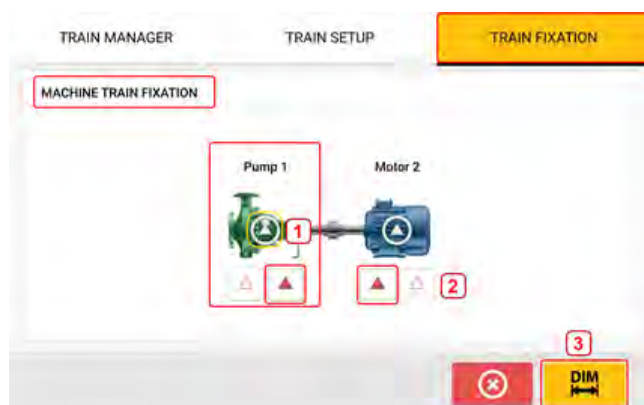 TRAIN MANAGER
TRAIN SETUP
TRAIN FIXATION
MACHINE TRAIN FIXATION
Pump 1
Motor 2
1
2
3
DIM